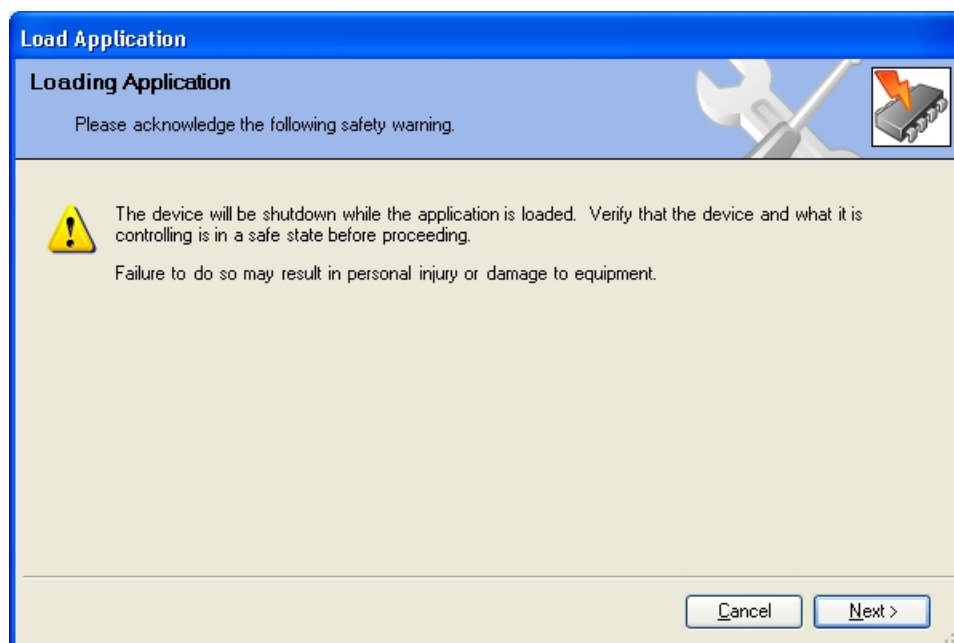 Load Application
Loading Application
Please acknowledge the following safety warning.
The device will be shutdown while the application is loaded.  Verify that the device and what it is
controlling is in a safe state before proceeding.
Failure to do so may result in personal injury or damage to equipment.
Cancel
Next >